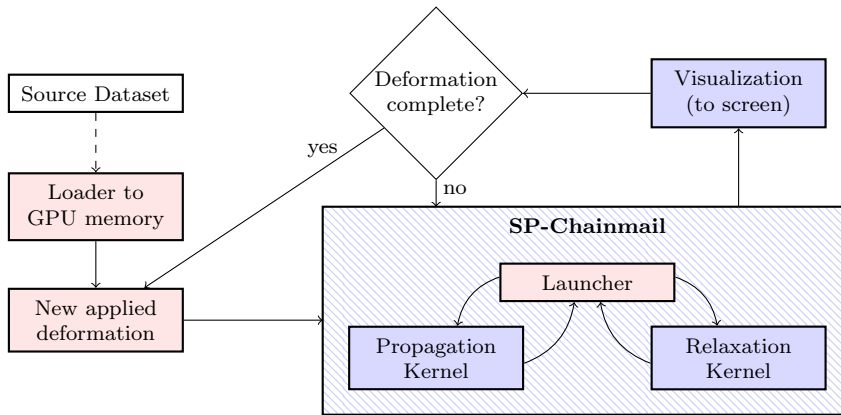 Source Dataset
Loader to
GPU memory
New applied
deformation
Deformation
complete?
yes
no
Visualization
(to screen)
SP-Chainmail
Launcher
Propagation
Kernel
Relaxation
Kernel